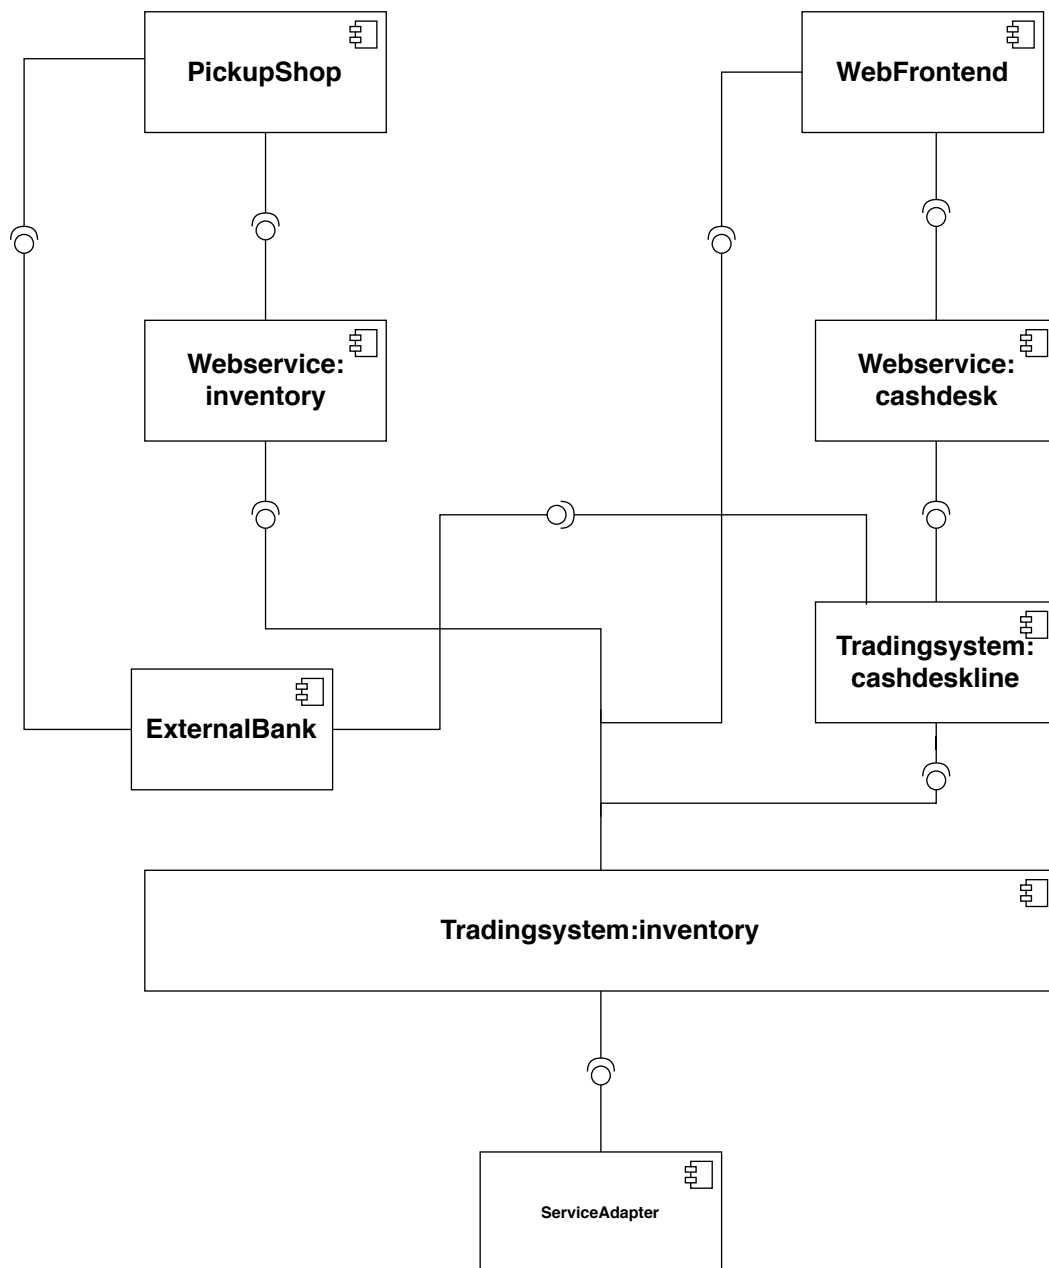 PickupShop
WebFrontend
Webservice:
inventory
Webservice:
cashdesk
Tradingsystem:
cashdeskline
ExternalBank
Tradingsystem:inventory
ServiceAdapter